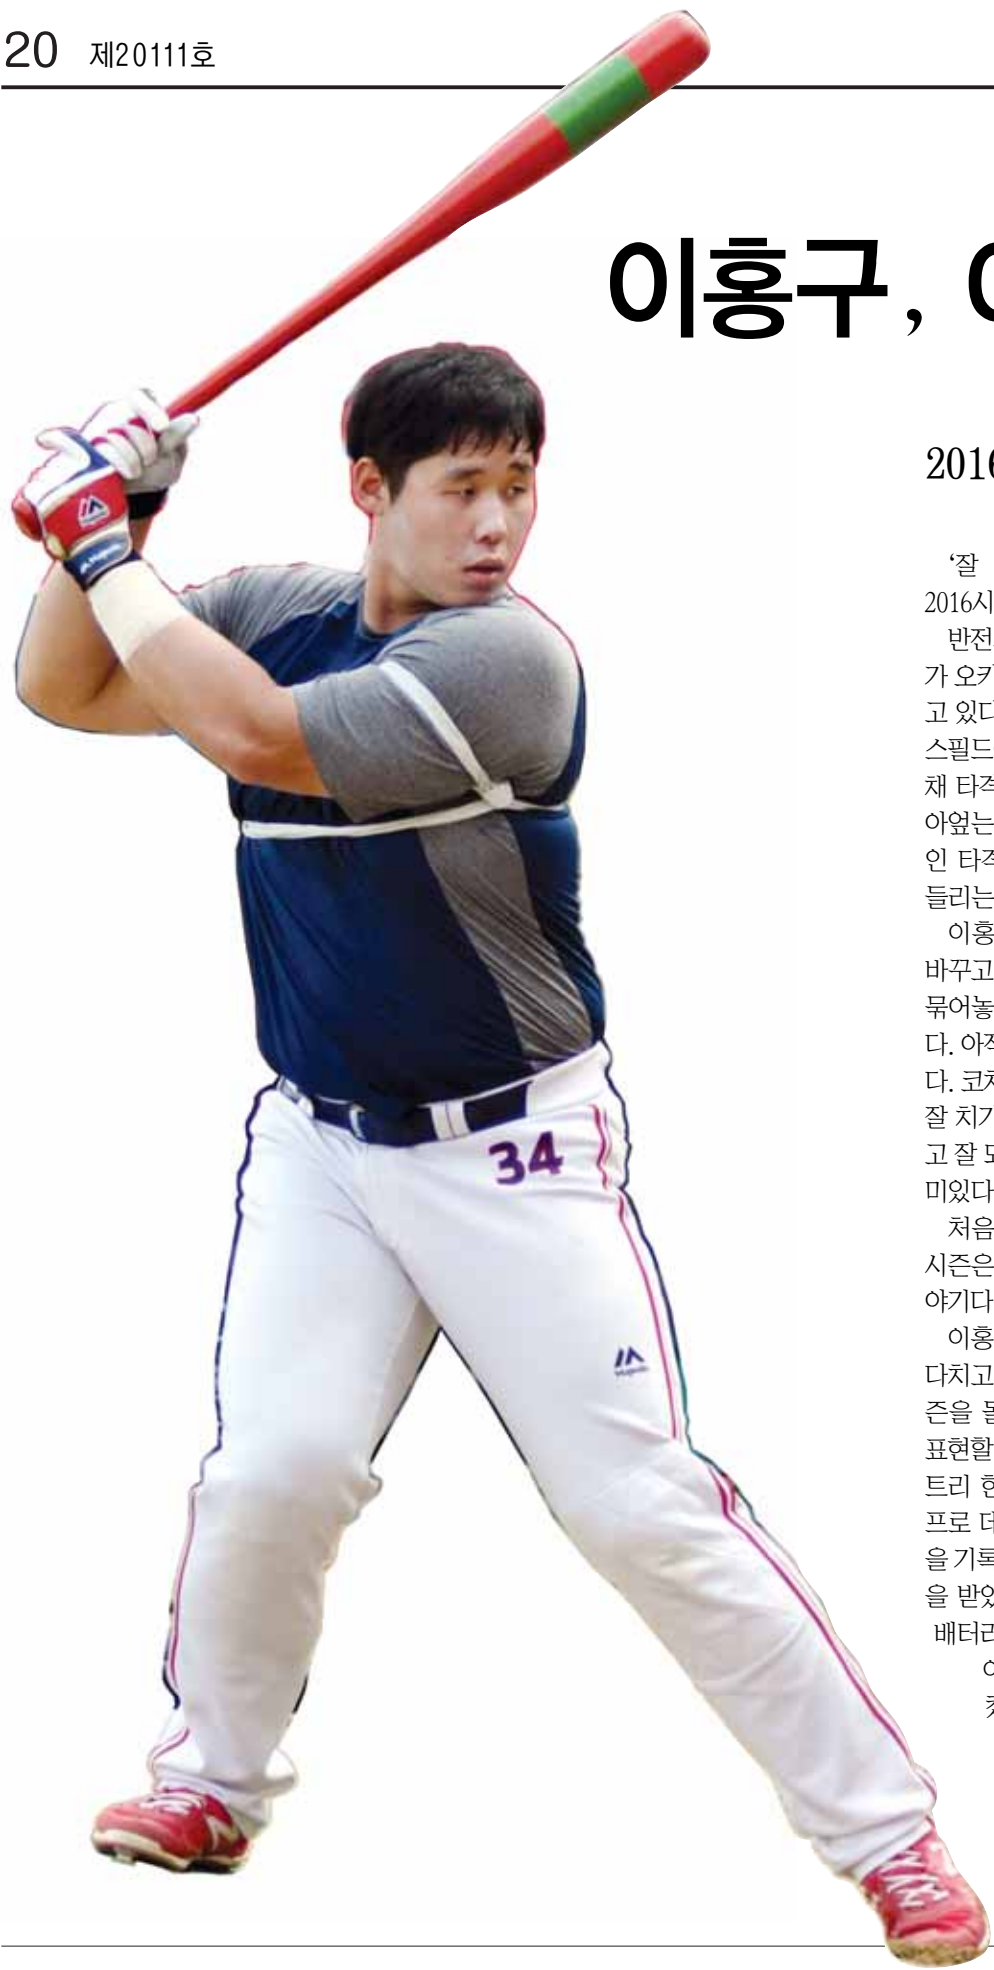 20 제20111호
이홍구,
2016
‘잘
2016시
반전
가 오키
고 있다
스필드
채 타격
아엎는
인 타격
들리는
이홍
바꾸고
묶어놓
다. 아직
다. 코치
잘 치기
고 잘 되
미있다
처음
시즌은
야기다
이홍
다치고
즌을 돌
표현할
트리 한
프로 데
을 기록
을 받았
배터리
34